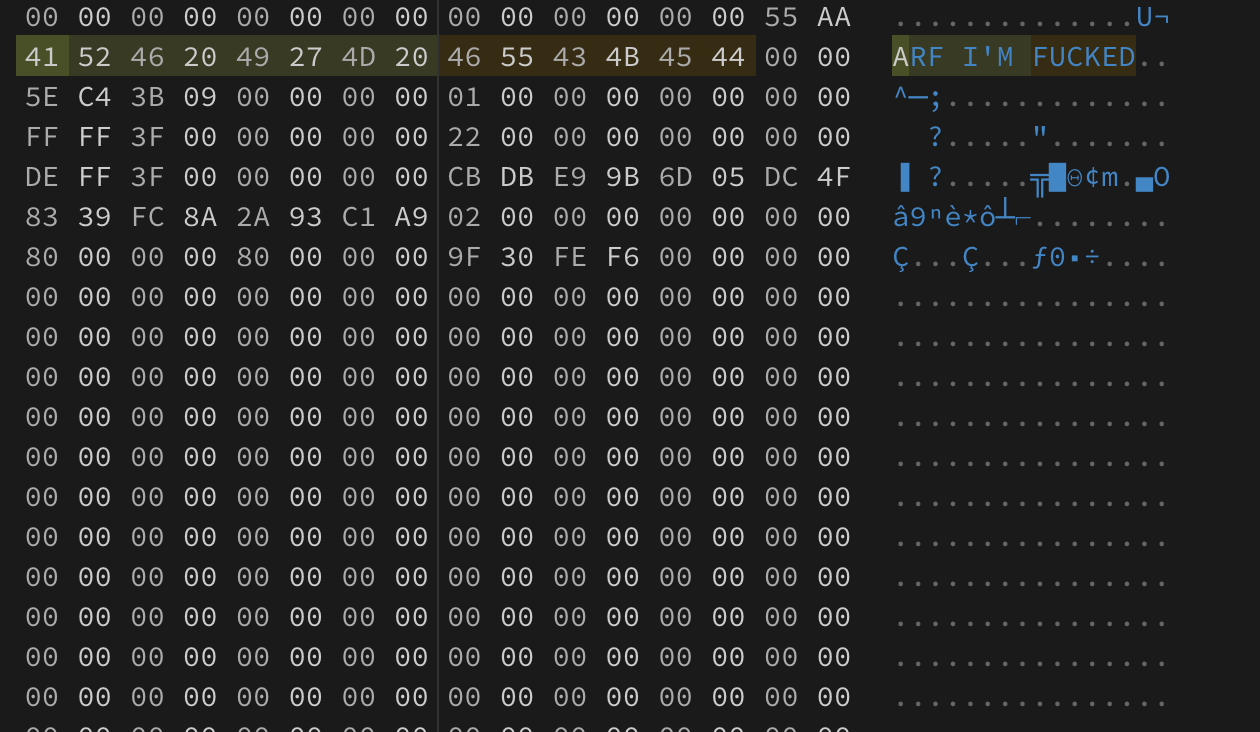 00 00 00 00 00 00 00 00 00 00 00 00 00 00 55 AA ..............U¬
41 52 46 20 49 27 4D 20 46 55 43 4B 45 44 00 00 ARF I'M FUCKED..
5E C4 3B 09 00 00 00 00 01 00 00 00 00 00 00 00 ^─;.............
FF FF 3F 00 00 00 00 00 22 00 00 00 00 00 00 00 ?.....".......
DE FF 3F 00 00 00 00 00 CB DB E9 9B 6D 05 DC 4F ▐ ?.....╦█Θ¢m.▄O
83 39 FC 8A 2A 93 C1 A9 02 00 00 00 00 00 00 00 â9ⁿè*ô┴⌐........
80 00 00 00 80 00 00 00 9F 30 FE F6 00 00 00 00 Ç...Ç...ƒ0▪÷....
00 00 00 00 00 00 00 00 00 00 00 00 00 00 00 00 ................
00 00 00 00 00 00 00 00 00 00 00 00 00 00 00 00 ................
00 00 00 00 00 00 00 00 00 00 00 00 00 00 00 00 ................
00 00 00 00 00 00 00 00 00 00 00 00 00 00 00 00 ................
00 00 00 00 00 00 00 00 00 00 00 00 00 00 00 00 ................
00 00 00 00 00 00 00 00 00 00 00 00 00 00 00 00 ................
00 00 00 00 00 00 00 00 00 00 00 00 00 00 00 00 ................
00 00 00 00 00 00 00 00 00 00 00 00 00 00 00 00 ................
00 00 00 00 00 00 00 00 00 00 00 00 00 00 00 00 ................
00 00 00 00 00 00 00 00 00 00 00 00 00 00 00 00 ................
00 00 00 00 00 00 00 00 00 00 00 00 00 00 00 00 ................